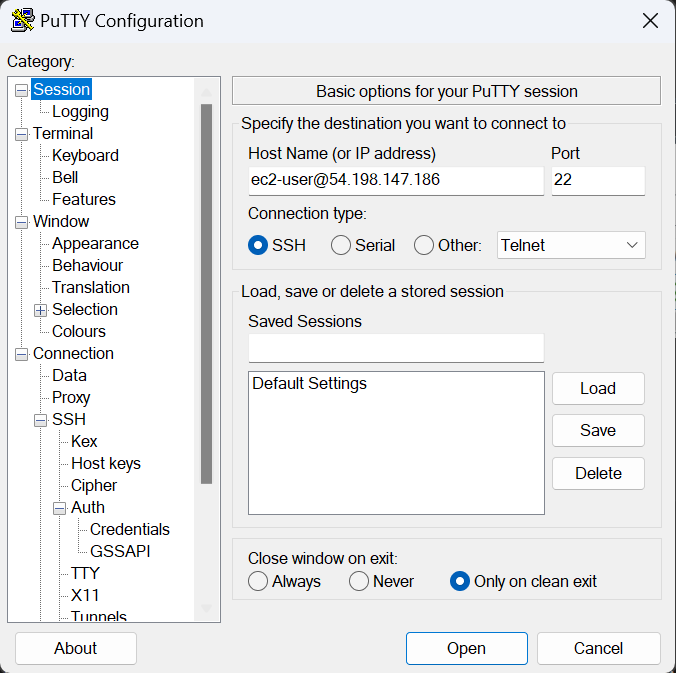 PuTTY Configuration
Category:
Session
Logging
Terminal
Keyboard
Bell
Features
Window
Appearance
Behaviour
Translation
Selection
Colours
Connection
Data
Proxy
SSH
Kex
Host keys
Cipher
Auth
Credentials
GSSAPI
TTY
X11
Tunnels
Basic options for your PuTTY session
Specify the destination you want to connect to
Host Name (or IP address) Port
ec2-user@54.198.147.186 22
Connection type:
SSH Serial Other: Telnet
Load, save or delete a stored session
Saved Sessions
Default Settings
Load
Save
Delete
Close window on exit:
Always Never Only on clean exit
About Open Cancel